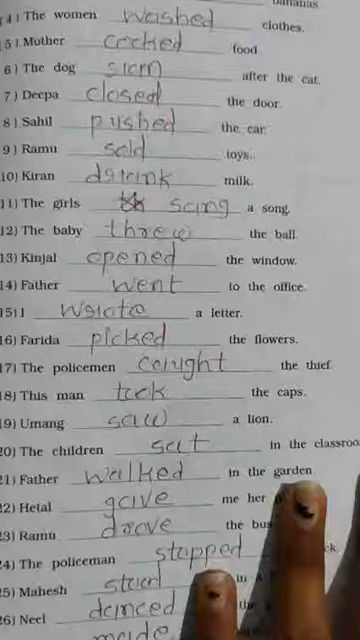 bananas
(4) The women washed clothes.
(5) Mother cocked food
6) The dog after the cat.
7) Deepa closed the door.
8) Sahil pushed the car.
9) Ramu sold toys.
10) Kiran drink milk.
11) The girls sang a song.
12) The baby threw the ball.
13) Kinjal opened the window.
14) Father went to the office.
15) I wrote a letter.
16) Farida picked the flowers.
17) The policemen caught the thief
18) This man took the caps.
19) Umang saw a lion.
20) The children sat in the classroo
21) Father walked in the garden.
22) Hetal gave me her
23) Ramu drove the bus
24) The policeman stopped ck.
25) Mahesh in a
26) Neel danced
made